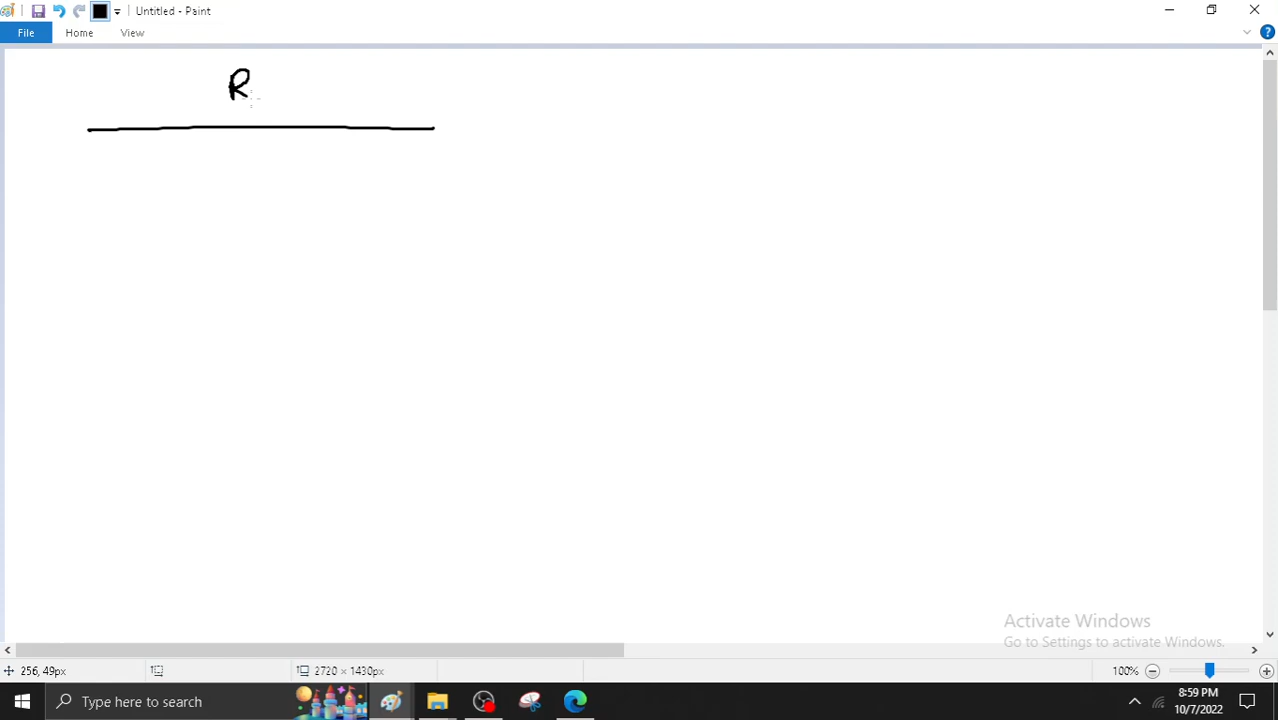 Untitled - Paint
File Home View
R
Activate Windows
Go to Settings to activate Windows.
256, 49px
2720 × 1430px
100%
Type here to search
8:59 PM
10/7/2022